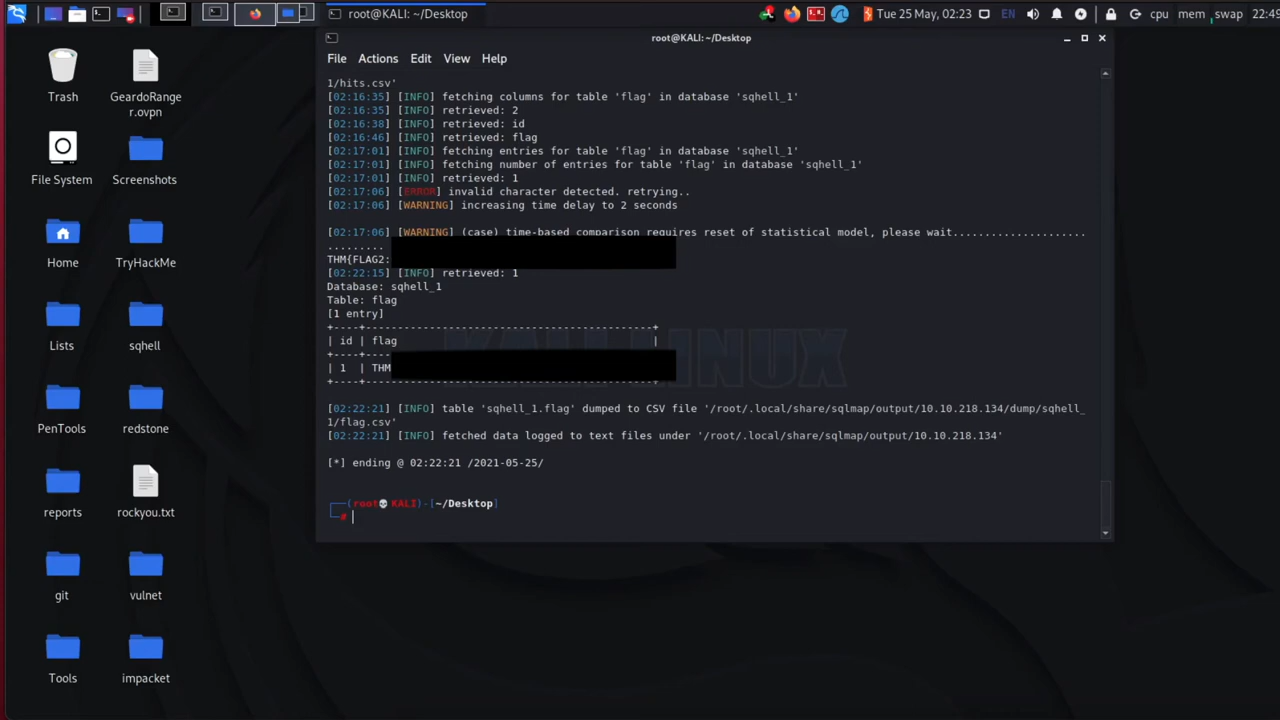 root@KALI: ~/Desktop
Tue 25 May, 02:23
EN
cpu
mem
swap
22:49
Trash
GeardoRange
r.ovpn
File System
Screenshots
Home
TryHackMe
Lists
sqhell
PenTools
redstone
reports
rockyou.txt
git
vulnet
Tools
impacket
root@KALI: ~/Desktop
File Actions Edit View Help
1/hits.csv'
[02:16:35] [INFO] fetching columns for table 'flag' in database 'sqhell_1'
[02:16:35] [INFO] retrieved: 2
[02:16:38] [INFO] retrieved: id
[02:16:46] [INFO] retrieved: flag
[02:17:01] [INFO] fetching entries for table 'flag' in database 'sqhell_1'
[02:17:01] [INFO] fetching number of entries for table 'flag' in database 'sqhell_1'
[02:17:01] [INFO] retrieved: 1
[02:17:06] [ERROR] invalid character detected. retrying..
[02:17:06] [WARNING] increasing time delay to 2 seconds
[02:17:06] [WARNING] (case) time-based comparison requires reset of statistical model, please wait....................
..........
THM{FLAG2:
[02:22:15] [INFO] retrieved: 1
Database: sqhell_1
Table: flag
[1 entry]
+----+-----------------------------------------+
| id | flag |
+----+----
| 1 | THM
+----+-----------------------------------------+
[02:22:21] [INFO] table 'sqhell_1.flag' dumped to CSV file '/root/.local/share/sqlmap/output/10.10.218.134/dump/sqhell_
1/flag.csv'
[02:22:21] [INFO] fetched data logged to text files under '/root/.local/share/sqlmap/output/10.10.218.134'
[*] ending @ 02:22:21 /2021-05-25/
(root💀KALI)-[~/Desktop]
#